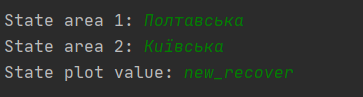 State area 1: Полтавська
State area 2: Київська
State plot value: new_recover